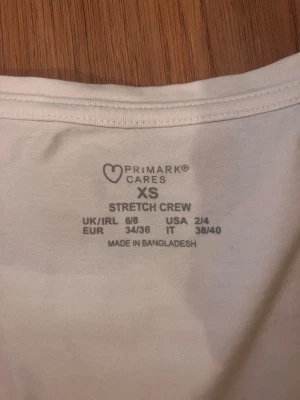 PRIMARK®
CARES
XS
STRETCH CREW
UK/IRL 6/8 USA 2/4
EUR 34/36 IT 38/40
MADE IN BANGLADESH